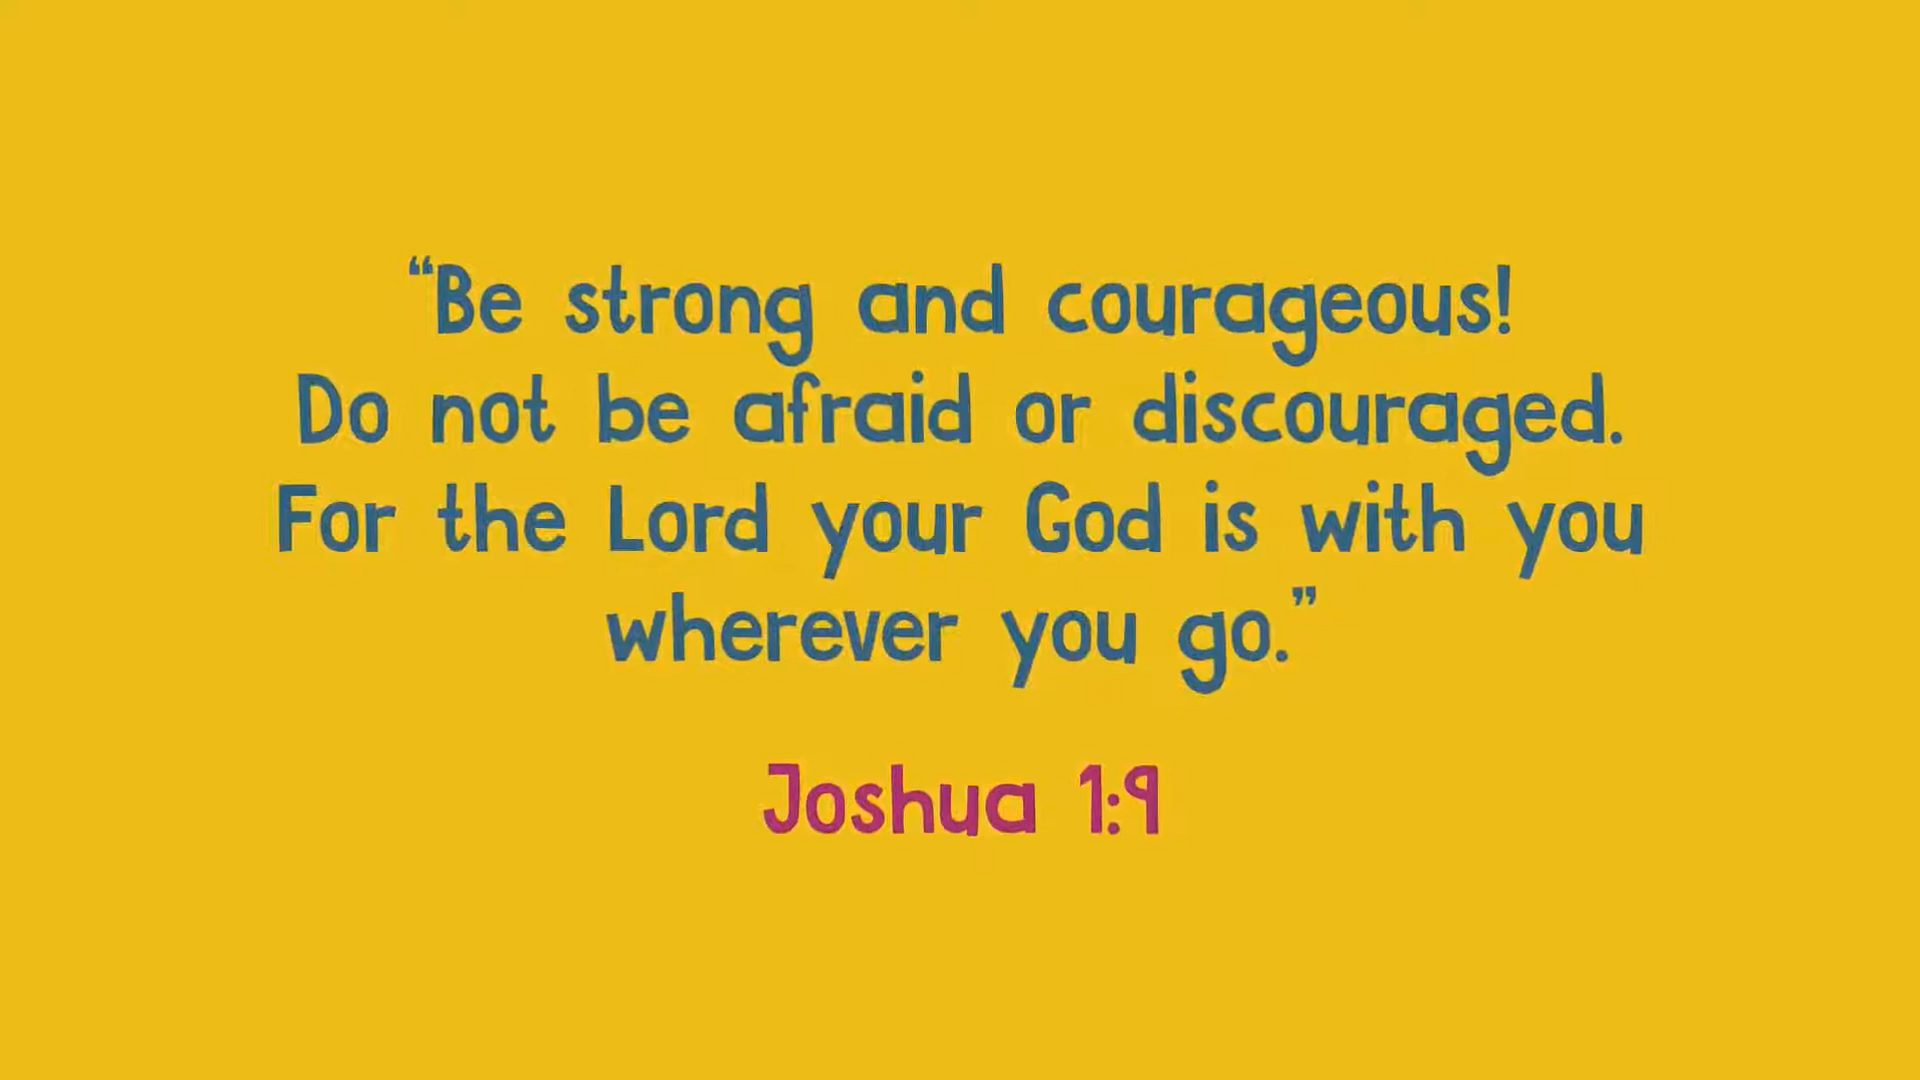 “Be strong and courageous!
Do not be afraid or discouraged.
For the Lord your God is with you
wherever you go.”
Joshua 1:9